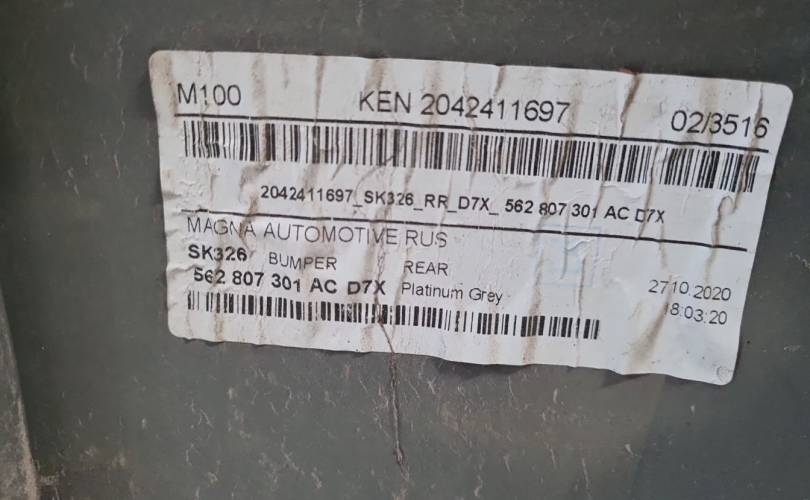 M100 KEN 2042411697 02/3516
2042411697_SK326_RR_D7X_ 562 807 301 AC D7X
MAGNA AUTOMOTIVE RUS
SK326 BUMPER REAR
562 807 301 AC D7X Platinum Grey
27.10.2020
18:03:20